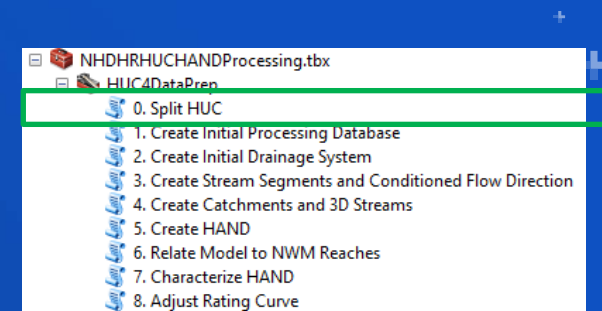 NHDHRHUCHANDProcessing.tbx
HUC4DataPrep
0. Split HUC
1. Create Initial Processing Database
2. Create Initial Drainage System
3. Create Stream Segments and Conditioned Flow Direction
4. Create Catchments and 3D Streams
5. Create HAND
6. Relate Model to NWM Reaches
7. Characterize HAND
8. Adjust Rating Curve